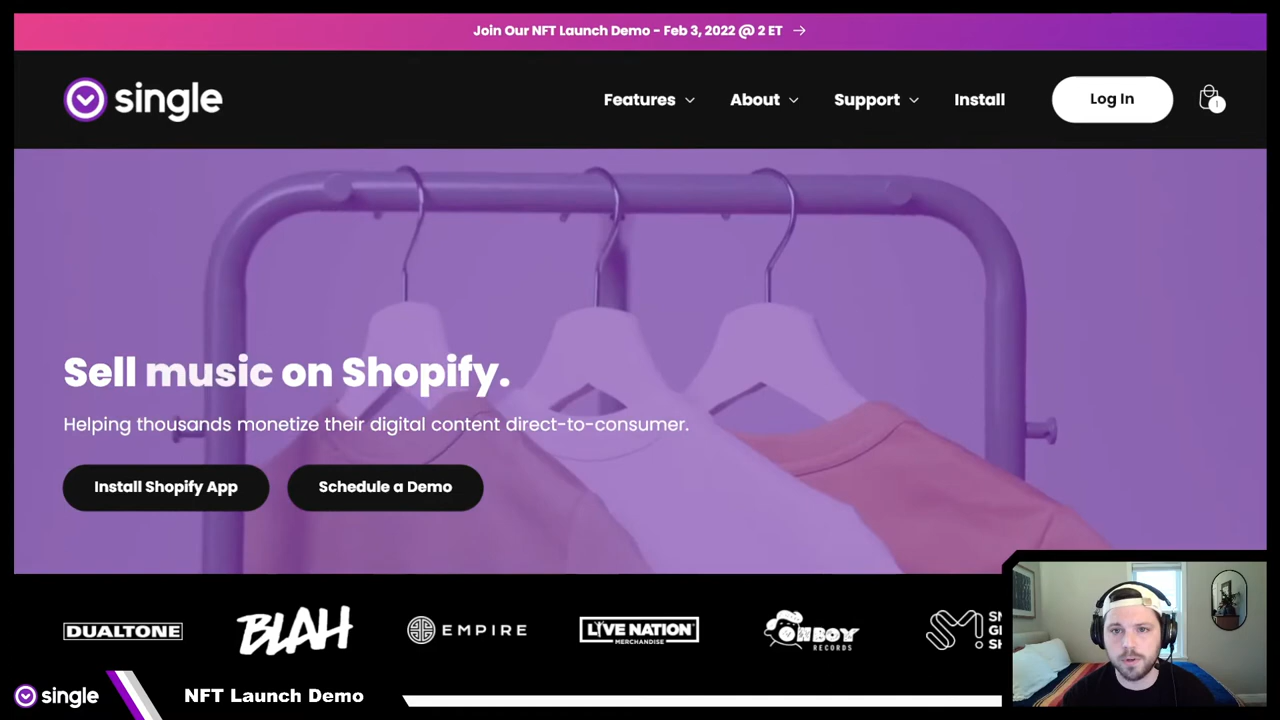 Join Our NFT Launch Demo - Feb 3, 2022 @ 2 ET →
single
Features
About
Support
Install
Log In
1
Sell music on Shopify.
Helping thousands monetize their digital content direct-to-consumer.
Install Shopify App
Schedule a Demo
DUALTONE
BLAH
EMPIRE
LIVE NATION
MERCHANDISE
RECORDS
single
NFT Launch Demo